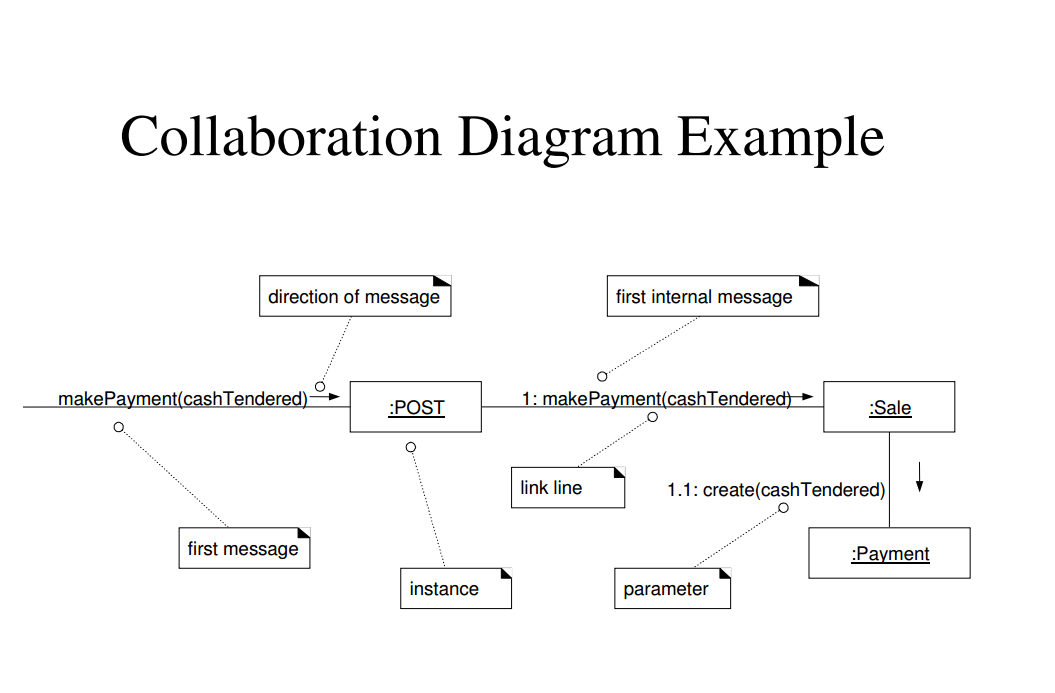 Collaboration Diagram Example
direction of message
first internal message
makePayment(cashTendered)
:POST
1: makePayment(cashTendered)
:Sale
link line
1.1: create(cashTendered)
first message
:Payment
instance
parameter